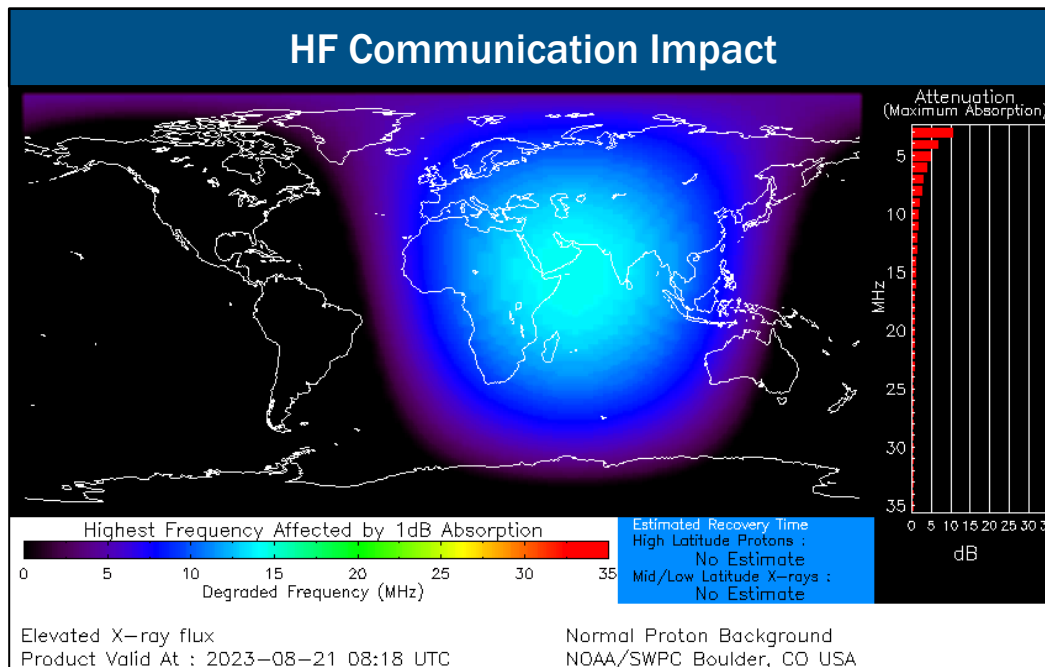 HF Communication Impact
Attenuation
(Maximum Absorption)
5
10
15
20
25
30
35
MHz
0 5 10 15 20 25 30
dB
Highest Frequency Affected by 1dB Absorption
0 5 10 15 20 25 30 35
Degraded Frequency (MHz)
Estimated Recovery Time
High Latitude Protons :
No Estimate
Mid/Low Latitude X-rays :
No Estimate
Elevated X-ray flux
Normal Proton Background
Product Valid At : 2023-08-21 08:18 UTC
NOAA/SWPC Boulder, CO USA